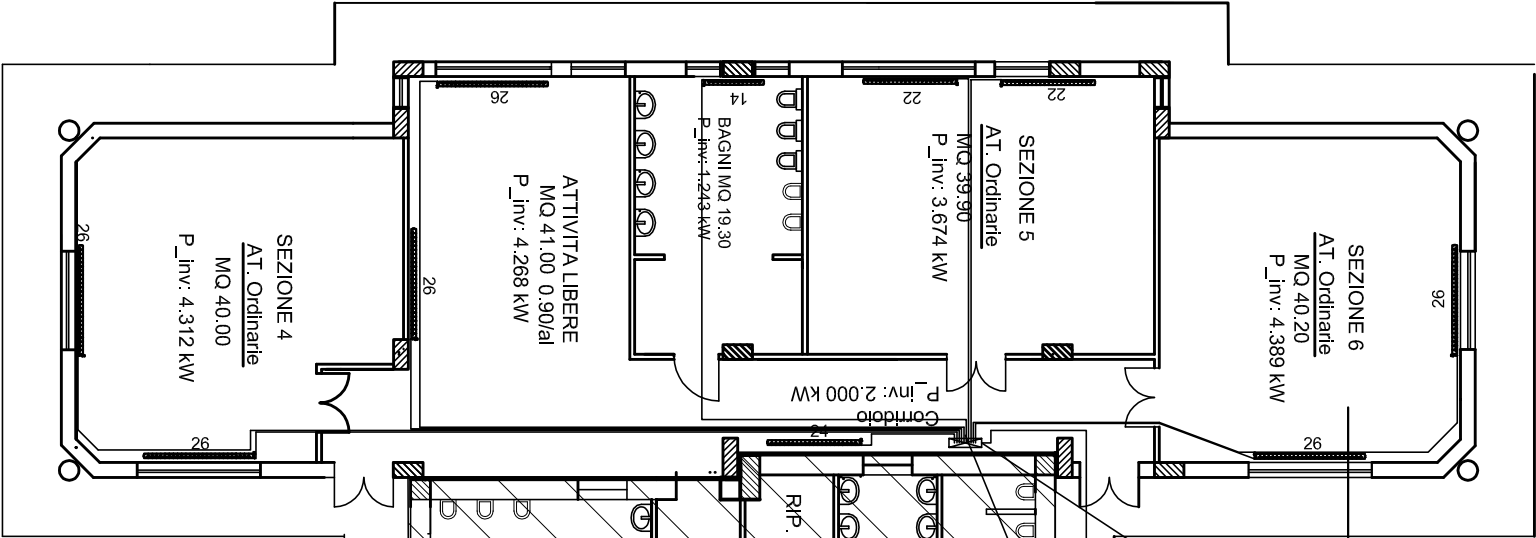 SEZIONE 4
AT. Ordinarie
MQ 40.00
P_inv: 4.312 kW
26
26
ATTIVITA LIBERE
MQ 41.00 0.90/al
P_inv: 4.268 kW
26
26
BAGNI MQ 19.30
P_inv: 1.243 kW
14
SEZIONE 5
AT. Ordinarie
MQ 39.90
P_inv: 3.674 kW
22
22
Corridoio
P_inv: 2.000 kW
24
SEZIONE 6
AT. Ordinarie
MQ 40.20
P_inv: 4.389 kW
26
26
RIP.